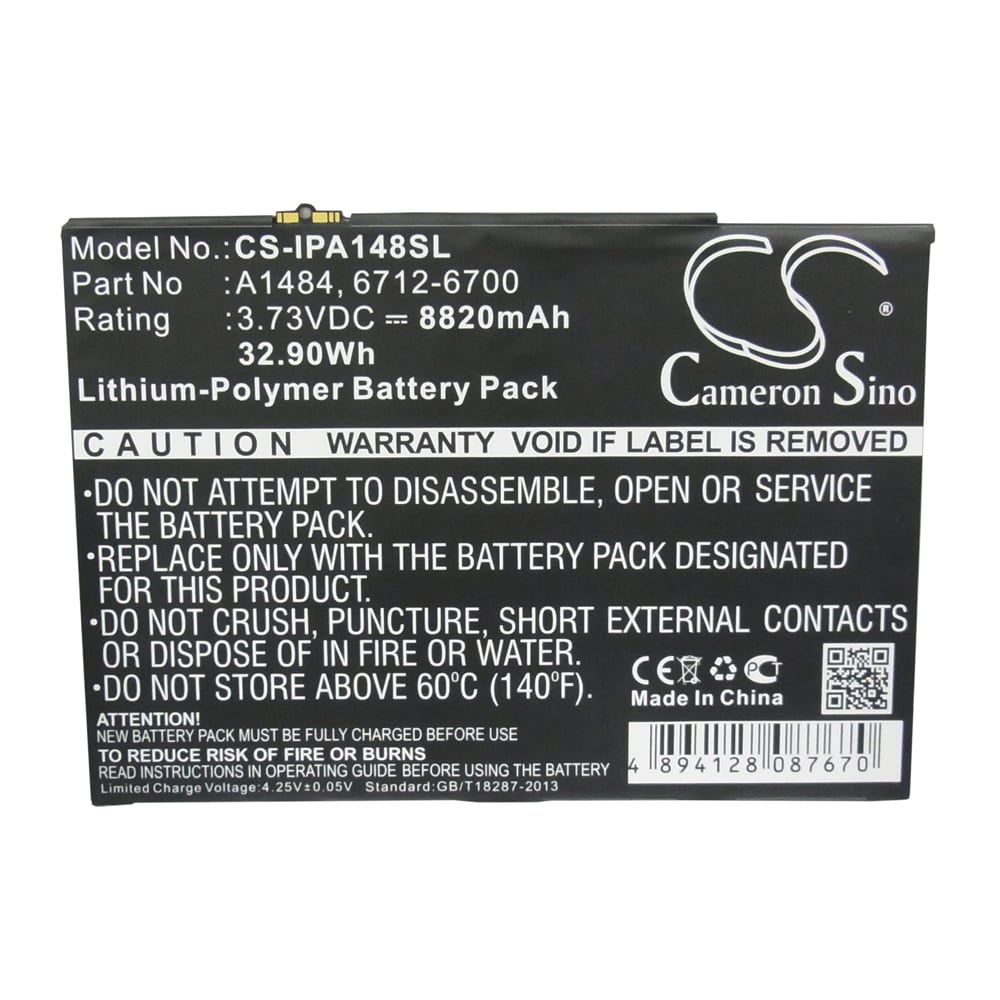 Model No.: CS-IPA148SL
Part No :A1484, 6712-6700
Rating :3.73VDC ⎓ 8820mAh
32.90Wh
Lithium-Polymer Battery Pack
CS ®
Cameron Sino
CAUTION WARRANTY VOID IF LABEL IS REMOVED
•DO NOT ATTEMPT TO DISASSEMBLE, OPEN OR SERVICE
THE BATTERY PACK.
•REPLACE ONLY WITH THE BATTERY PACK DESIGNATED
FOR THIS PRODUCT.
•DO NOT CRUSH, PUNCTURE, SHORT EXTERNAL CONTACTS
OR DISPOSE OF IN FIRE OR WATER.
•DO NOT STORE ABOVE 60°C (140°F).
CE PCT
Made In China
ATTENTION!
NEW BATTERY PACK MUST BE FULLY CHARGED BEFORE USE
TO REDUCE RISK OF FIRE OR BURNS
READ INSTRUCTIONS IN OPERATING GUIDE BEFORE USING BATTERY
Limited Charge Voltage:4.25V±0.05V Standard:GB/T18287-2013
4 894128 087670